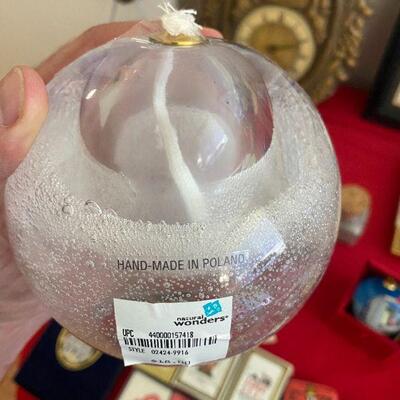 HAND-MADE IN POLAND
natural
wonders®
UPC 440000157418
STYLE 02424-9916